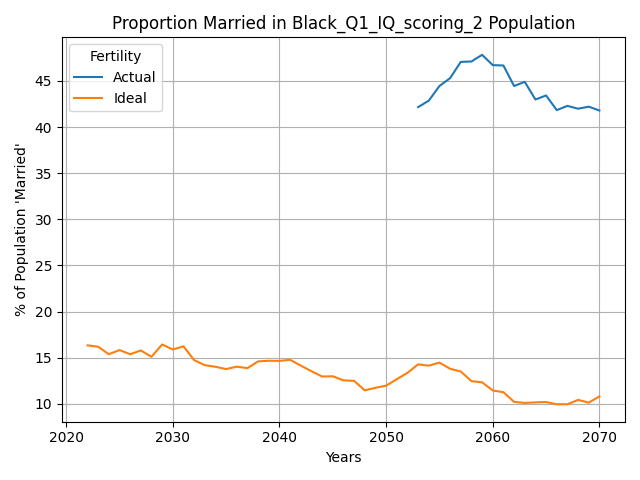 Proportion Married in Black_Q1_IQ_scoring_2 Population
Fertility
Actual
Ideal
% of Population 'Married'
45
40
35
30
25
20
15
10
2020
2030
2040
2050
2060
2070
Years